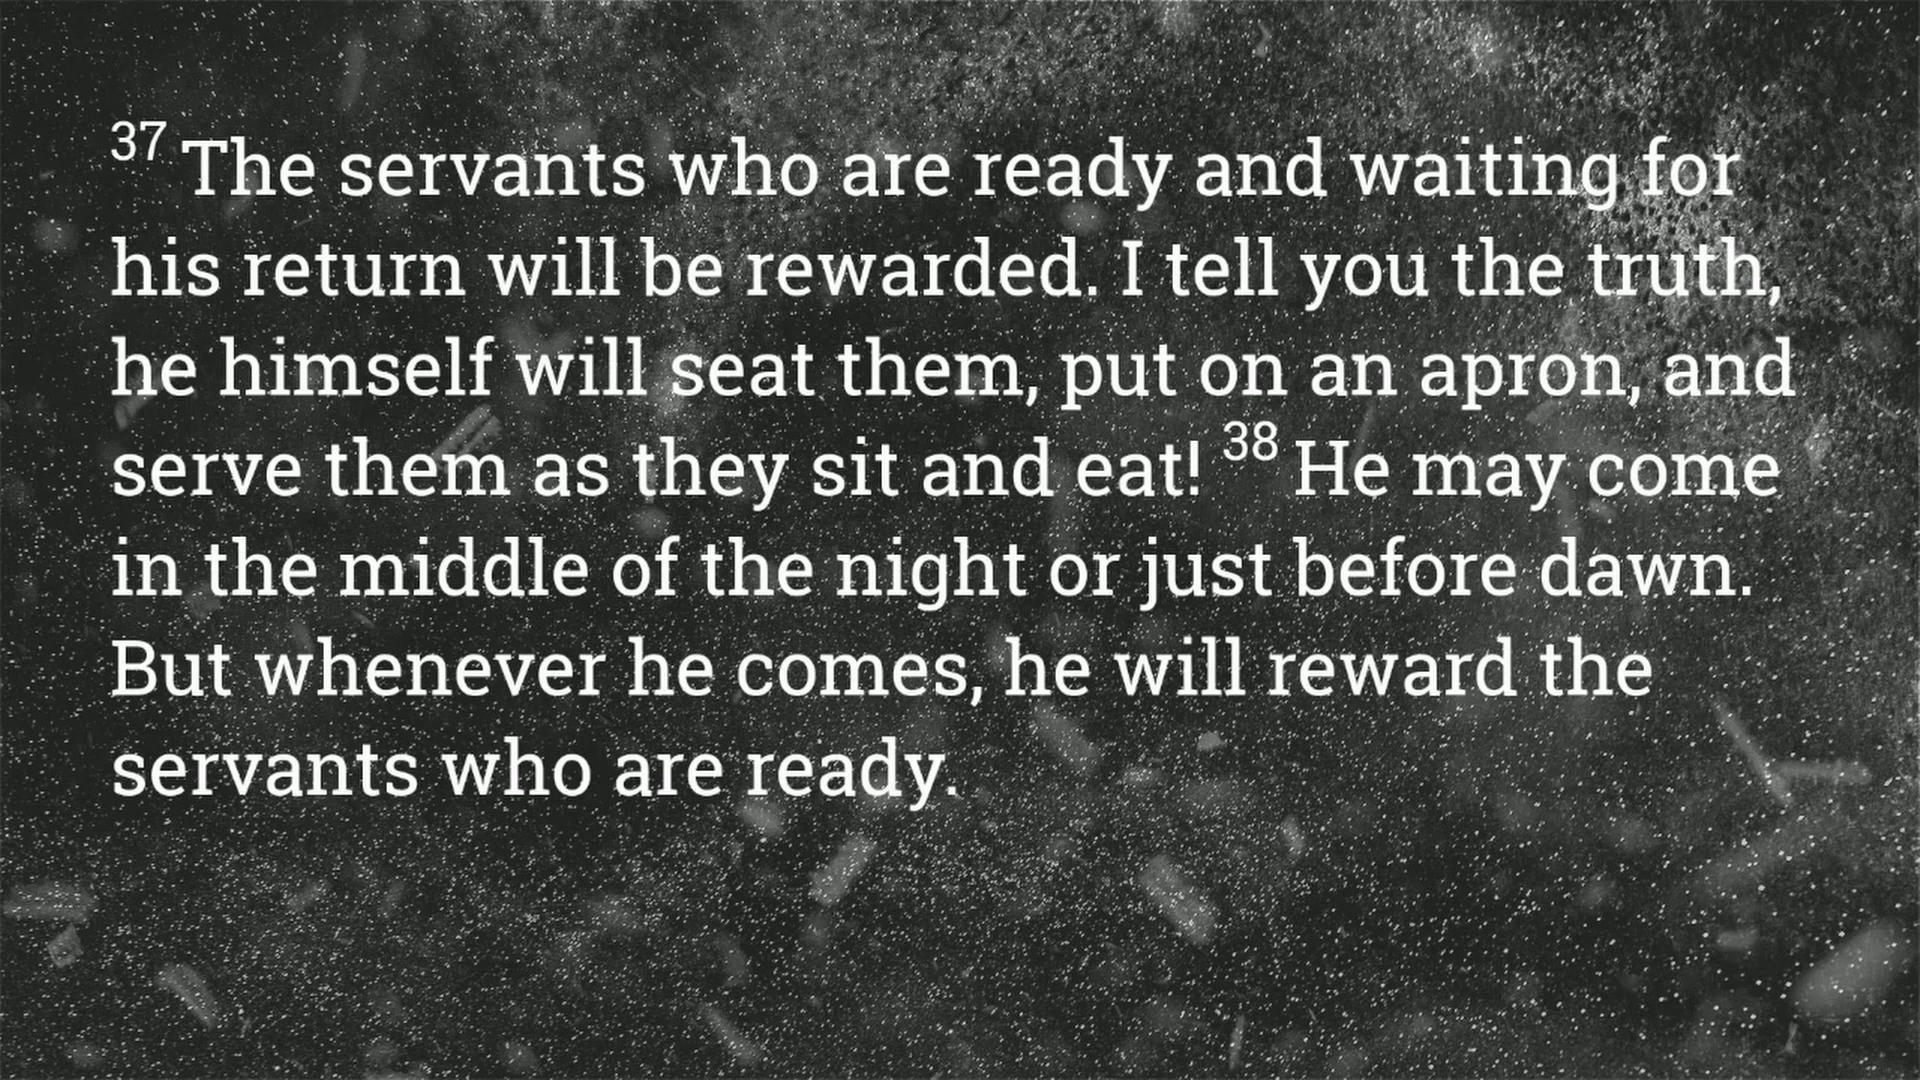 37 The servants who are ready and waiting for
his return will be rewarded. I tell you the truth,
he himself will seat them, put on an apron, and
serve them as they sit and eat! 38 He may come
in the middle of the night or just before dawn.
But whenever he comes, he will reward the
servants who are ready.